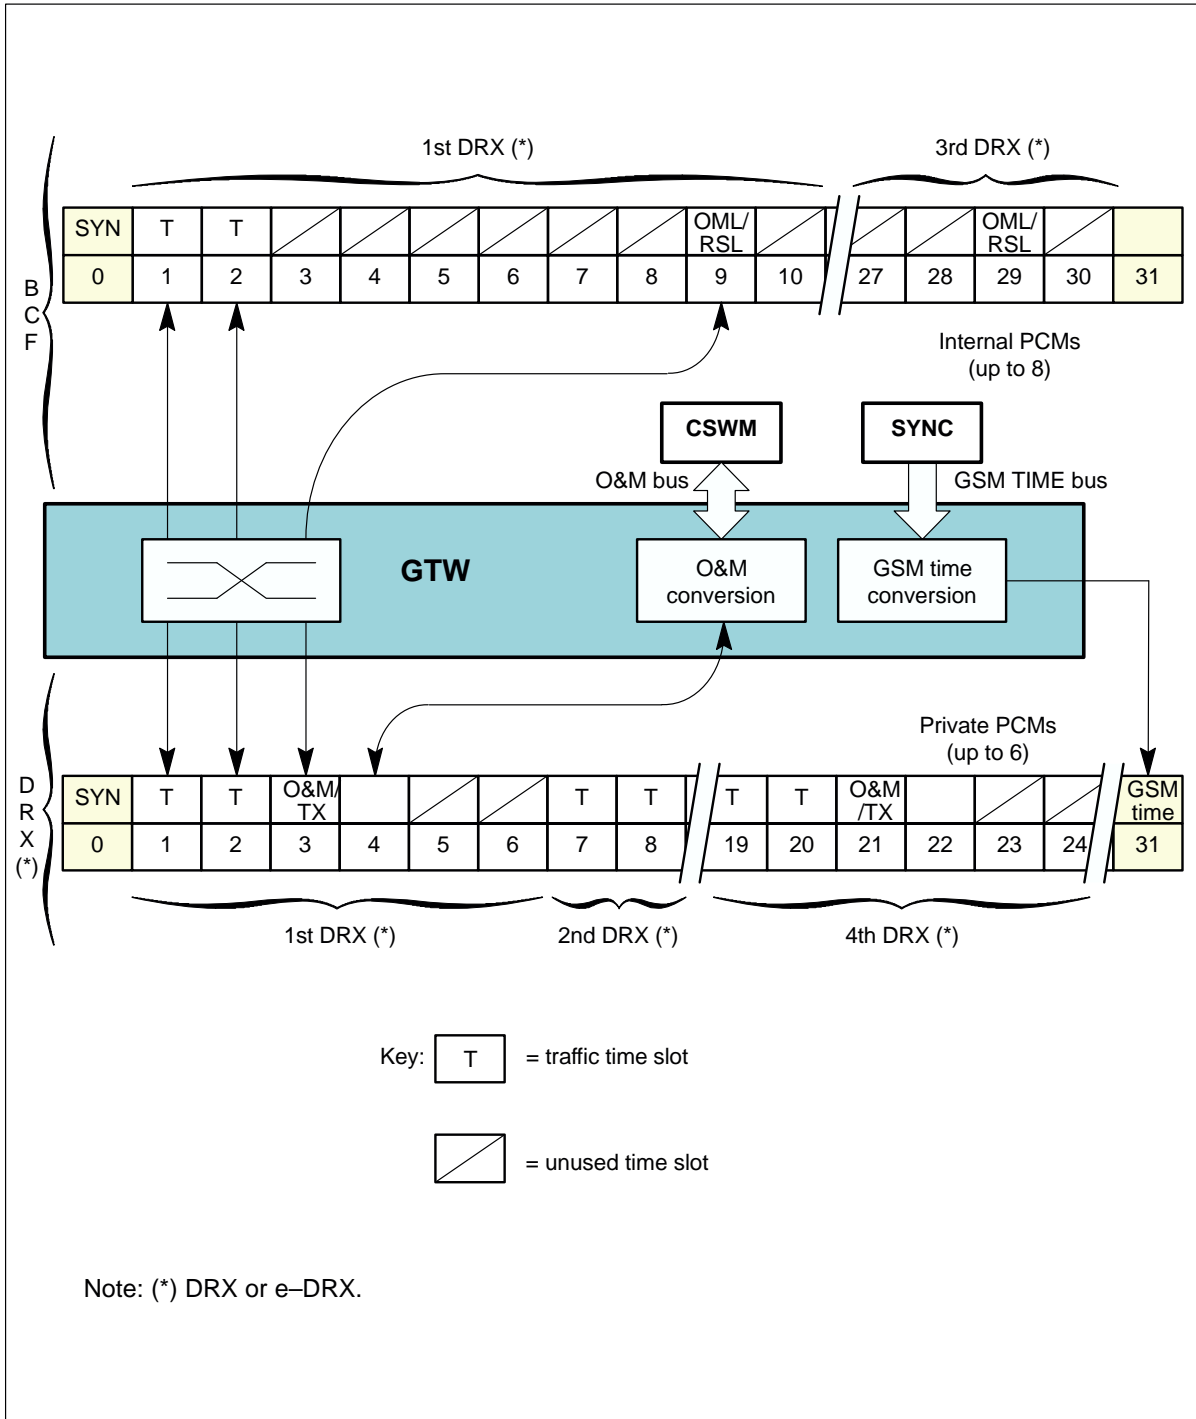 1st DRX (*) 3rd DRX (*)
SYN T T OML/ RSL OML/ RSL
0 1 2 3 4 5 6 7 8 9 10 27 28 29 30 31
B
C
F
Internal PCMs
(up to 8)
CSWM SYNC
O&M bus GSM TIME bus
GTW
O&M
conversion
GSM time
conversion
Private PCMs
(up to 6)
D
R
X
(*)
SYN T T O&M/ TX T T T T O&M /TX GSM time
0 1 2 3 4 5 6 7 8 19 20 21 22 23 24 31
1st DRX (*) 2nd DRX (*) 4th DRX (*)
Key: T = traffic time slot
= unused time slot
Note: (*) DRX or e–DRX.